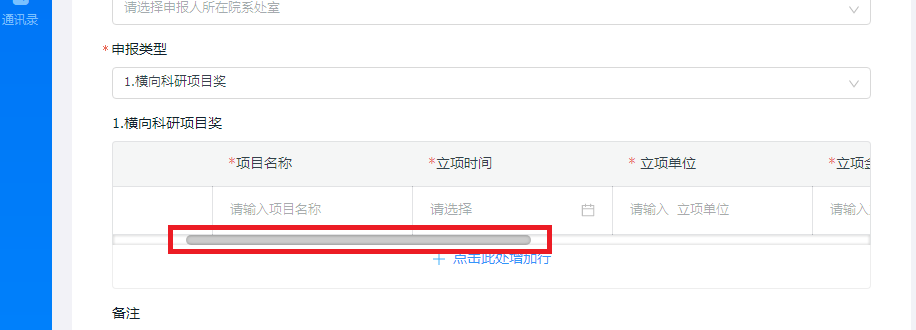 请选择申报人所在院系处室
通讯录
*申报类型
1.横向科研项目奖
1.横向科研项目奖
*项目名称 *立项时间 * 立项单位 *立项
请输入项目名称 请选择 请输入 立项单位 请输入
点击此处增加行
备注